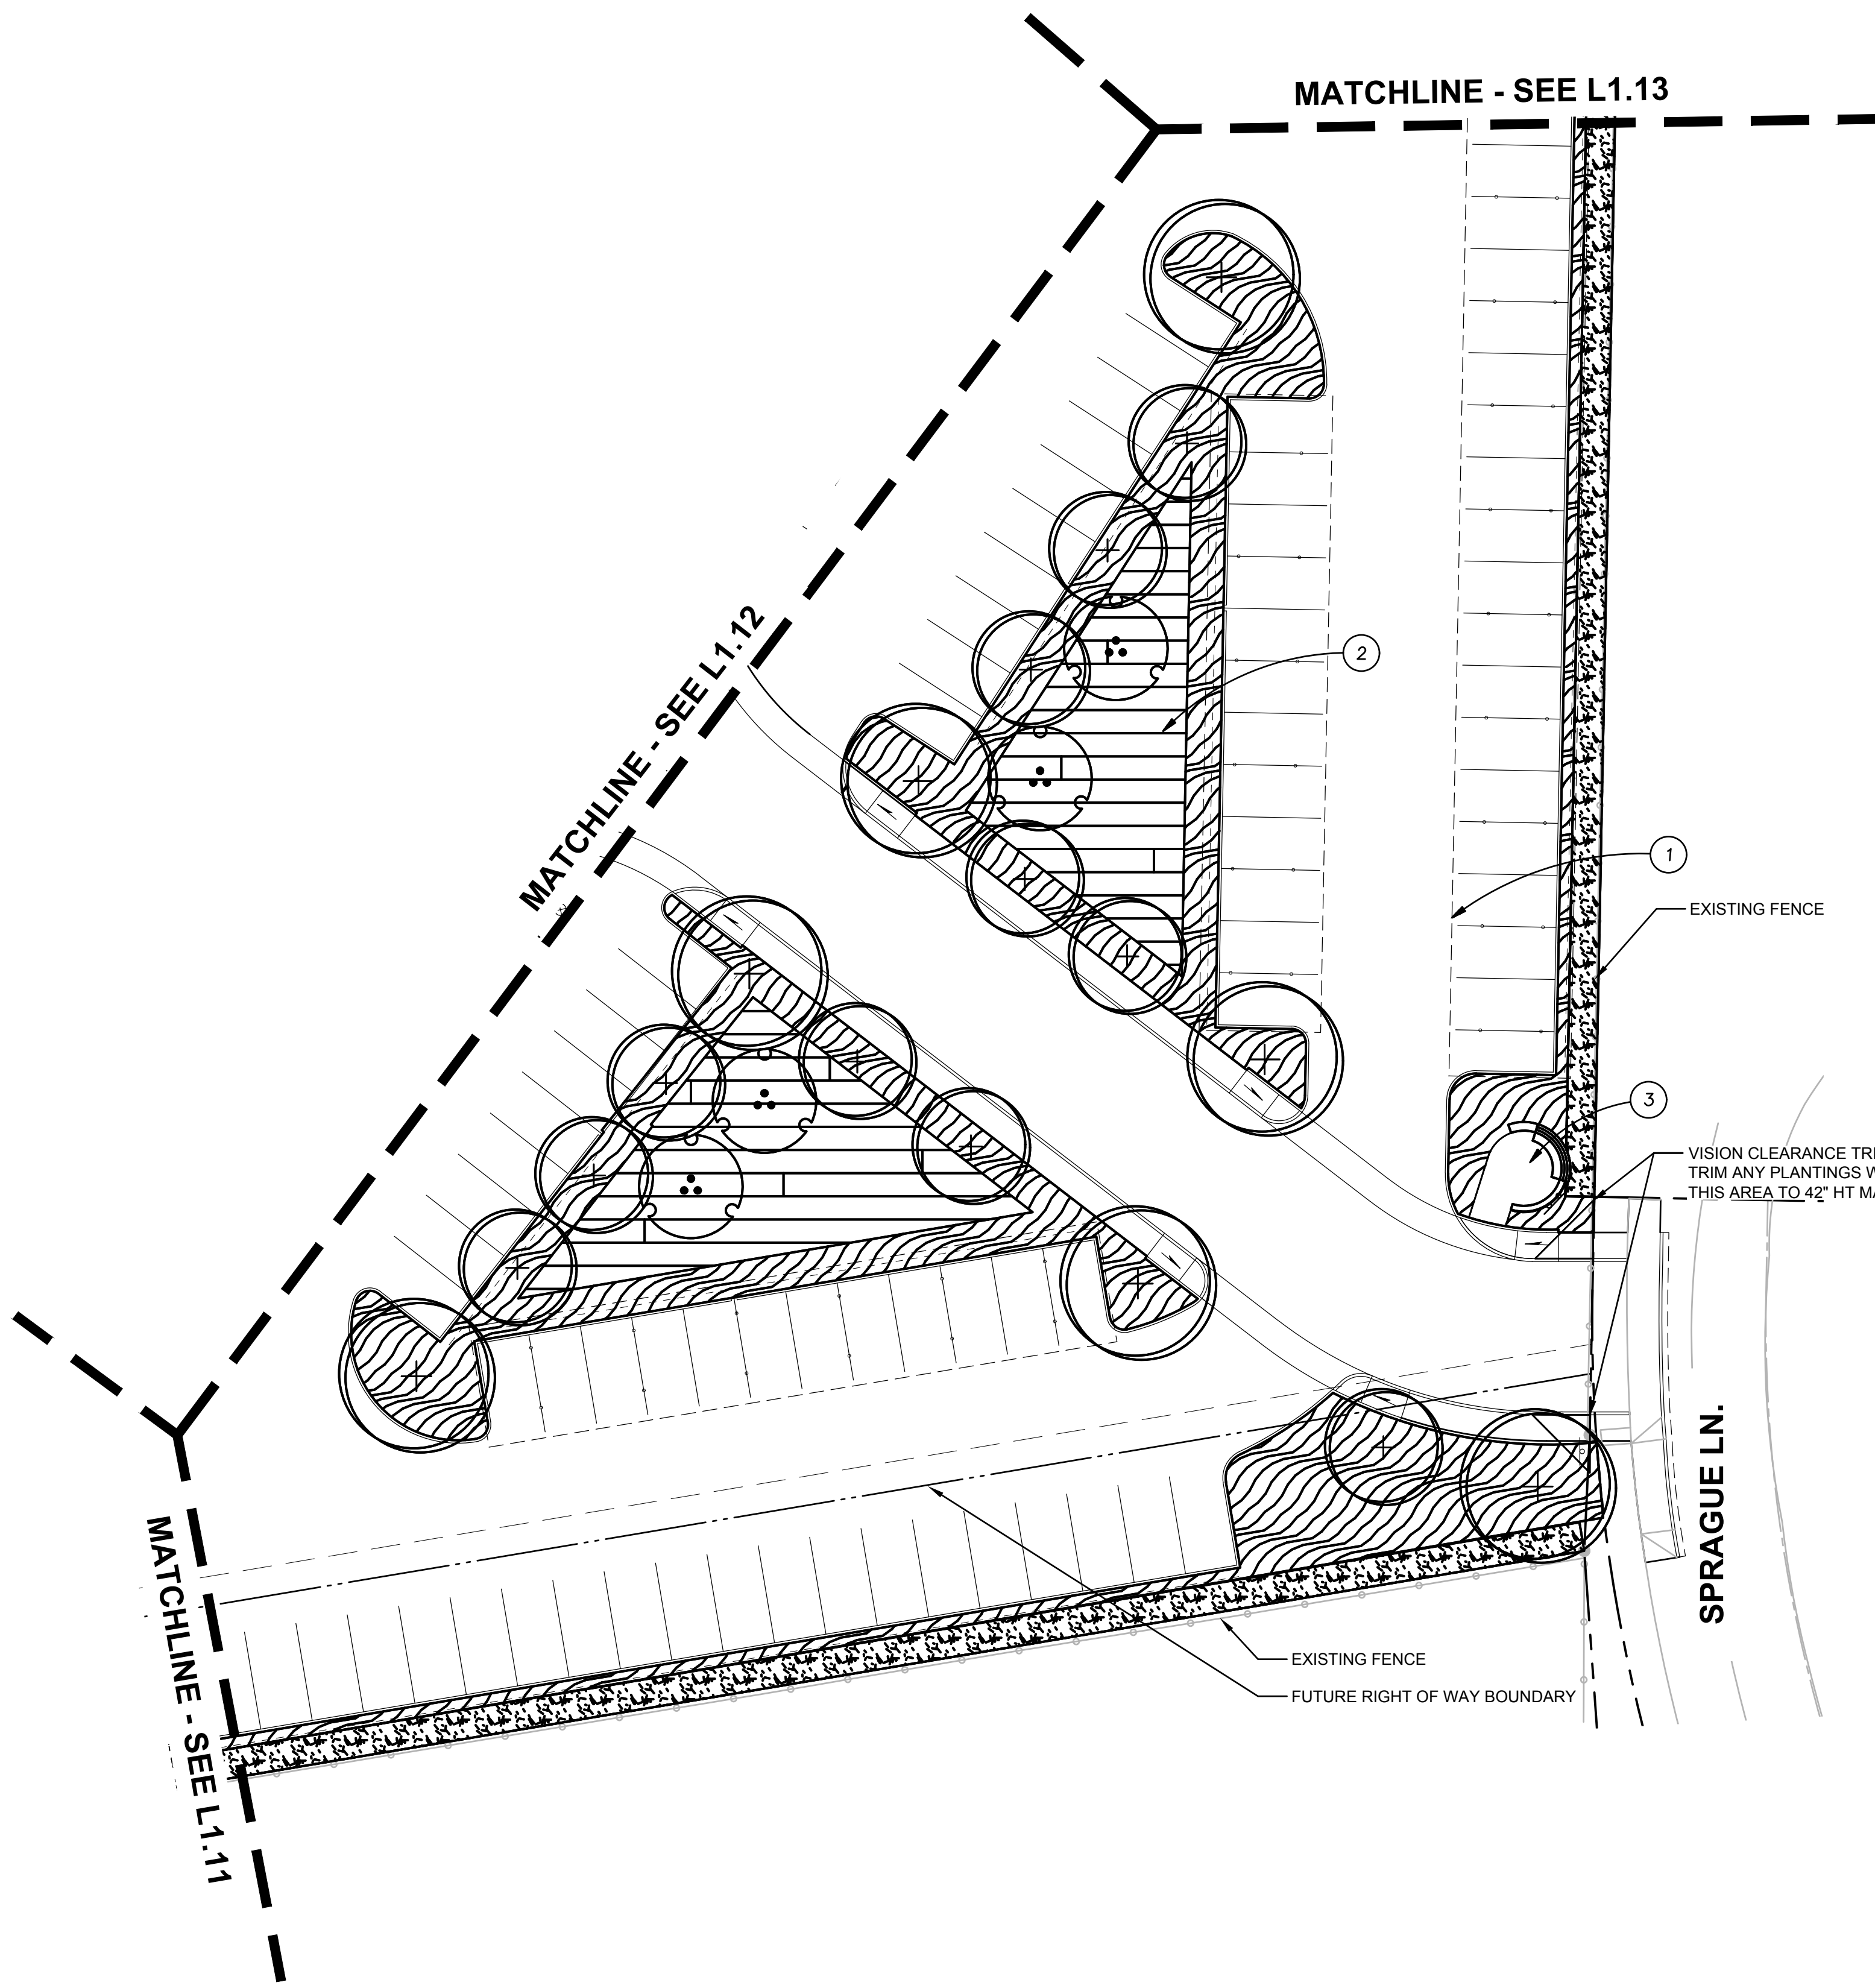 MATCHLINE - SEE L1.13
MATCHLINE - SEE L1.12
2
1
EXISTING FENCE
3
VISION CLEARANCE
TRIM ANY PLANTINGS
THIS AREA TO 42" HT
SPRAGUE LN.
MATCHLINE - SEE L1.11
EXISTING FENCE
FUTURE RIGHT OF WAY BOUNDARY